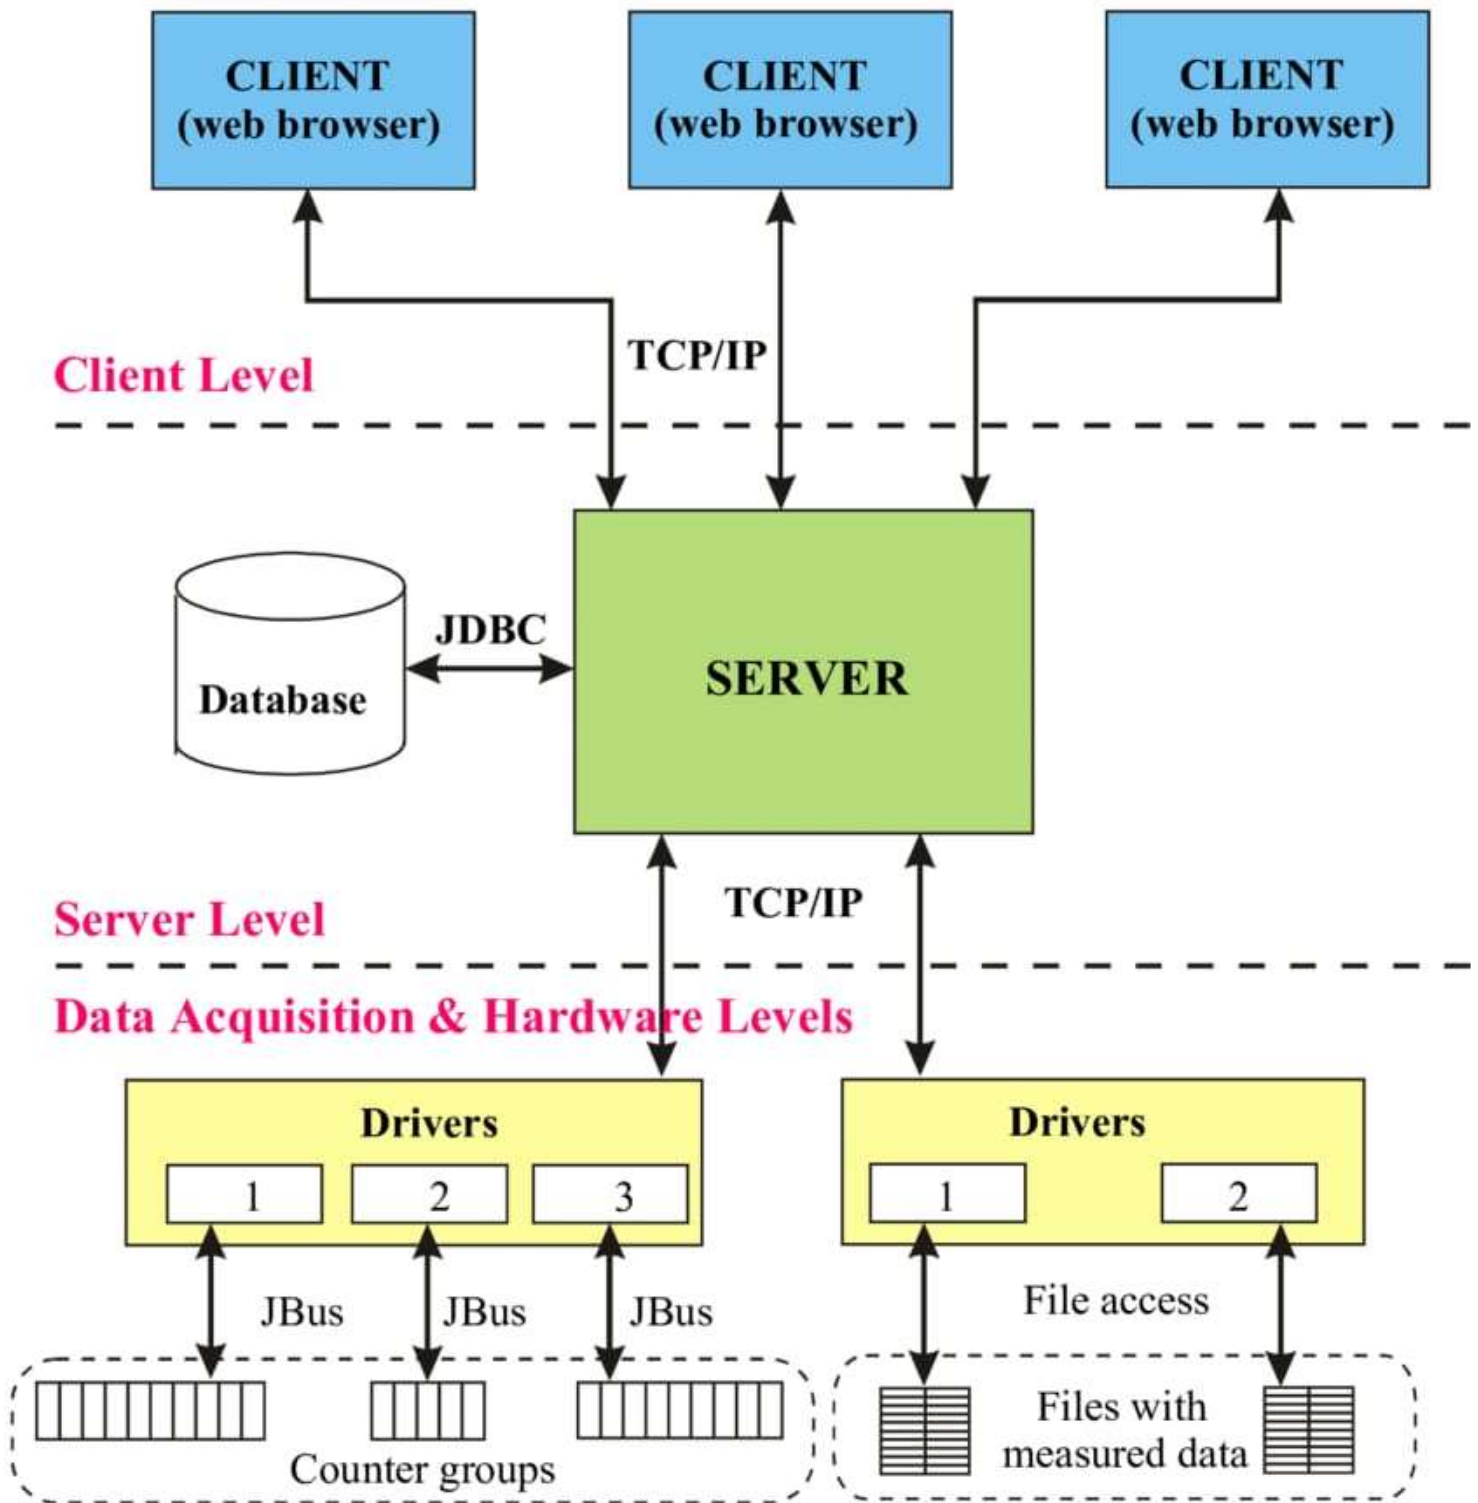 CLIENT
(web browser)
CLIENT
(web browser)
CLIENT
(web browser)
TCP/IP
Client Level
JDBC
Database
SERVER
TCP/IP
Server Level
Data Acquisition & Hardware Levels
Drivers
1
2
3
Drivers
1
2
JBus
JBus
JBus
File access
Counter groups
Files with
measured data